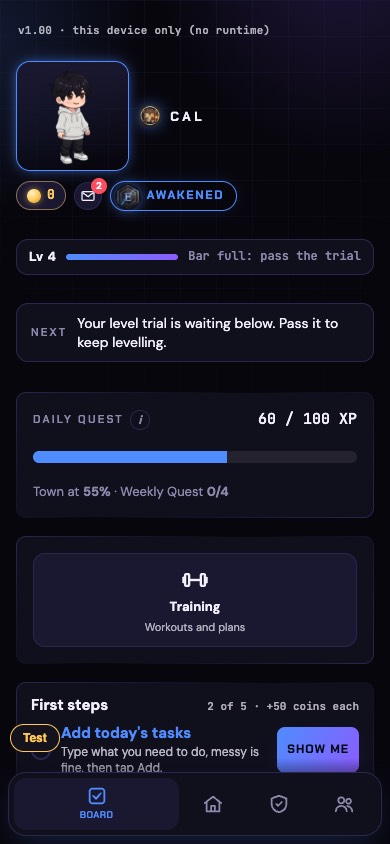 v1.00 · this device only (no runtime)
CAL
0
2
E
AWAKENED
Lv 4
Bar full: pass the trial
NEXT
Your level trial is waiting below. Pass it to
keep levelling.
DAILY QUEST
i
60 / 100 XP
Town at 55% · Weekly Quest 0/4
Training
Workouts and plans
First steps
2 of 5 · +50 coins each
Test
Add today's tasks
Type what you need to do, messy is
fine, then tap Add.
SHOW ME
BOARD